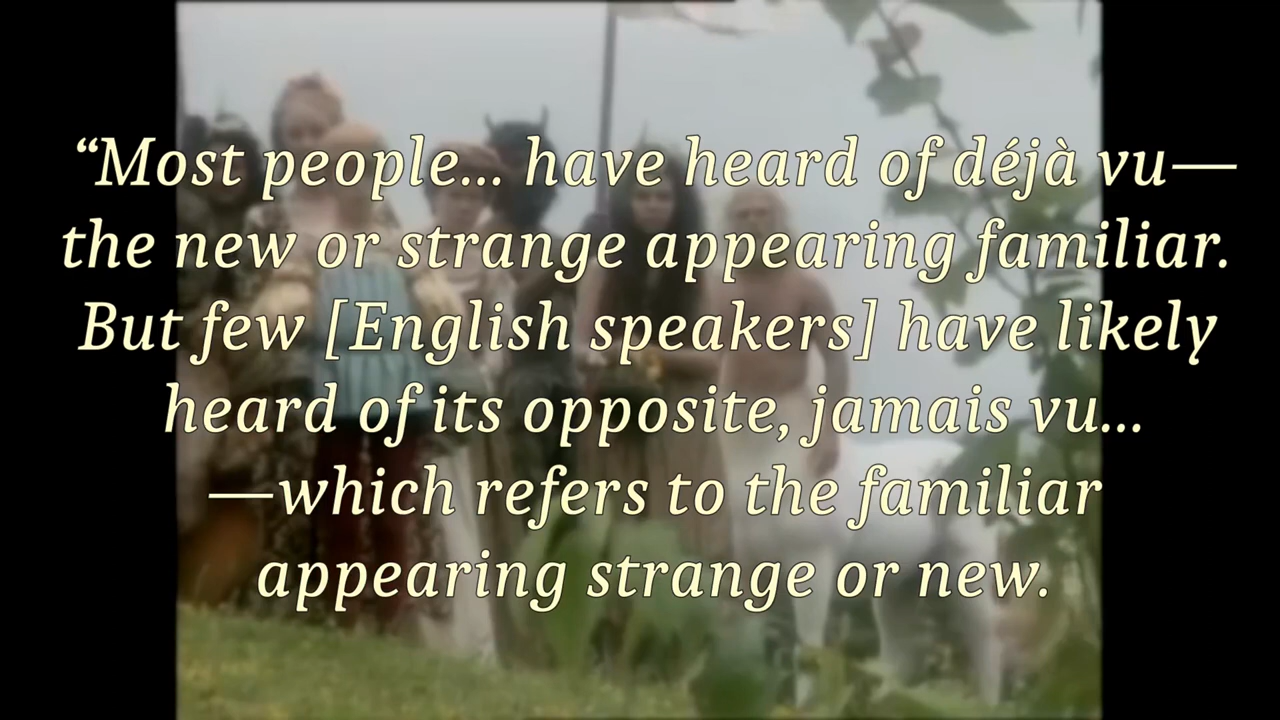 “Most people... have heard of déjà vu—
the new or strange appearing familiar.
But few [English speakers] have likely
heard of its opposite, jamais vu...
—which refers to the familiar
appearing strange or new.